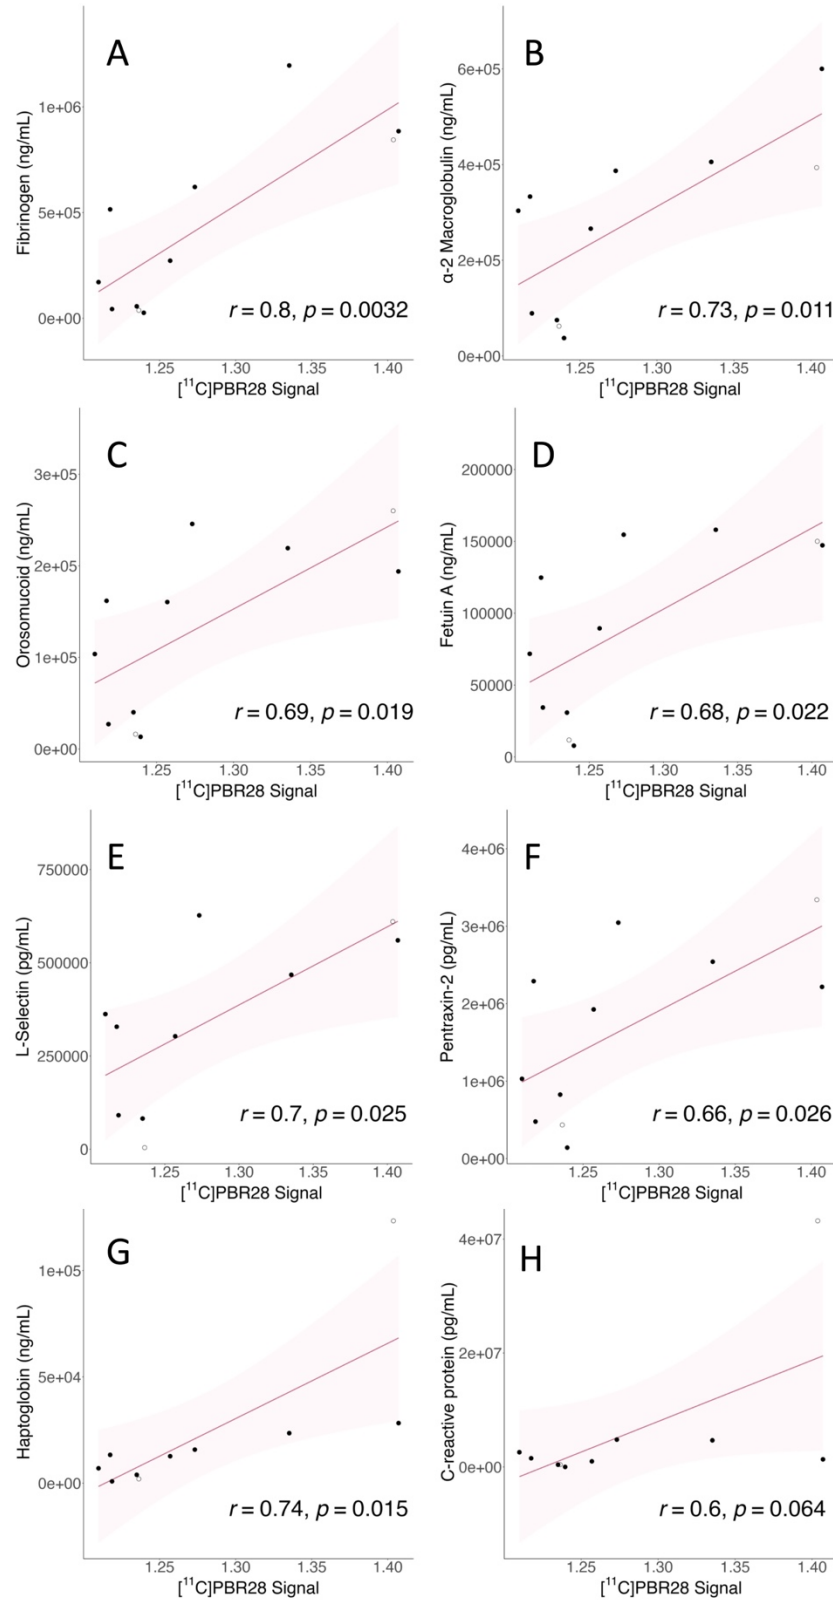 A
Fibrinogen (ng/mL)
1e+06
5e+05
0e+00
r = 0.8, p = 0.0032
1.25 1.30 1.35 1.40
[¹¹C]PBR28 Signal
B
α-2 Macroglobulin (ng/mL)
6e+05
4e+05
2e+05
0e+00
r = 0.73, p = 0.011
1.25 1.30 1.35 1.40
[¹¹C]PBR28 Signal
C
Orosomucoid (ng/mL)
3e+05
2e+05
1e+05
0e+00
r = 0.69, p = 0.019
1.25 1.30 1.35 1.40
[¹¹C]PBR28 Signal
D
Fetuin A (ng/mL)
200000
150000
100000
50000
0
r = 0.68, p = 0.022
1.25 1.30 1.35 1.40
[¹¹C]PBR28 Signal
E
L-Selectin (pg/mL)
750000
500000
250000
0
r = 0.7, p = 0.025
1.25 1.30 1.35 1.40
[¹¹C]PBR28 Signal
F
Pentraxin-2 (pg/mL)
4e+06
3e+06
2e+06
1e+06
0e+00
r = 0.66, p = 0.026
1.25 1.30 1.35 1.40
[¹¹C]PBR28 Signal
G
Haptoglobin (ng/mL)
1e+05
5e+04
0e+00
r = 0.74, p = 0.015
1.25 1.30 1.35 1.40
[¹¹C]PBR28 Signal
H
C-reactive protein (pg/mL)
4e+07
2e+07
0e+00
r = 0.6, p = 0.064
1.25 1.30 1.35 1.40
[¹¹C]PBR28 Signal